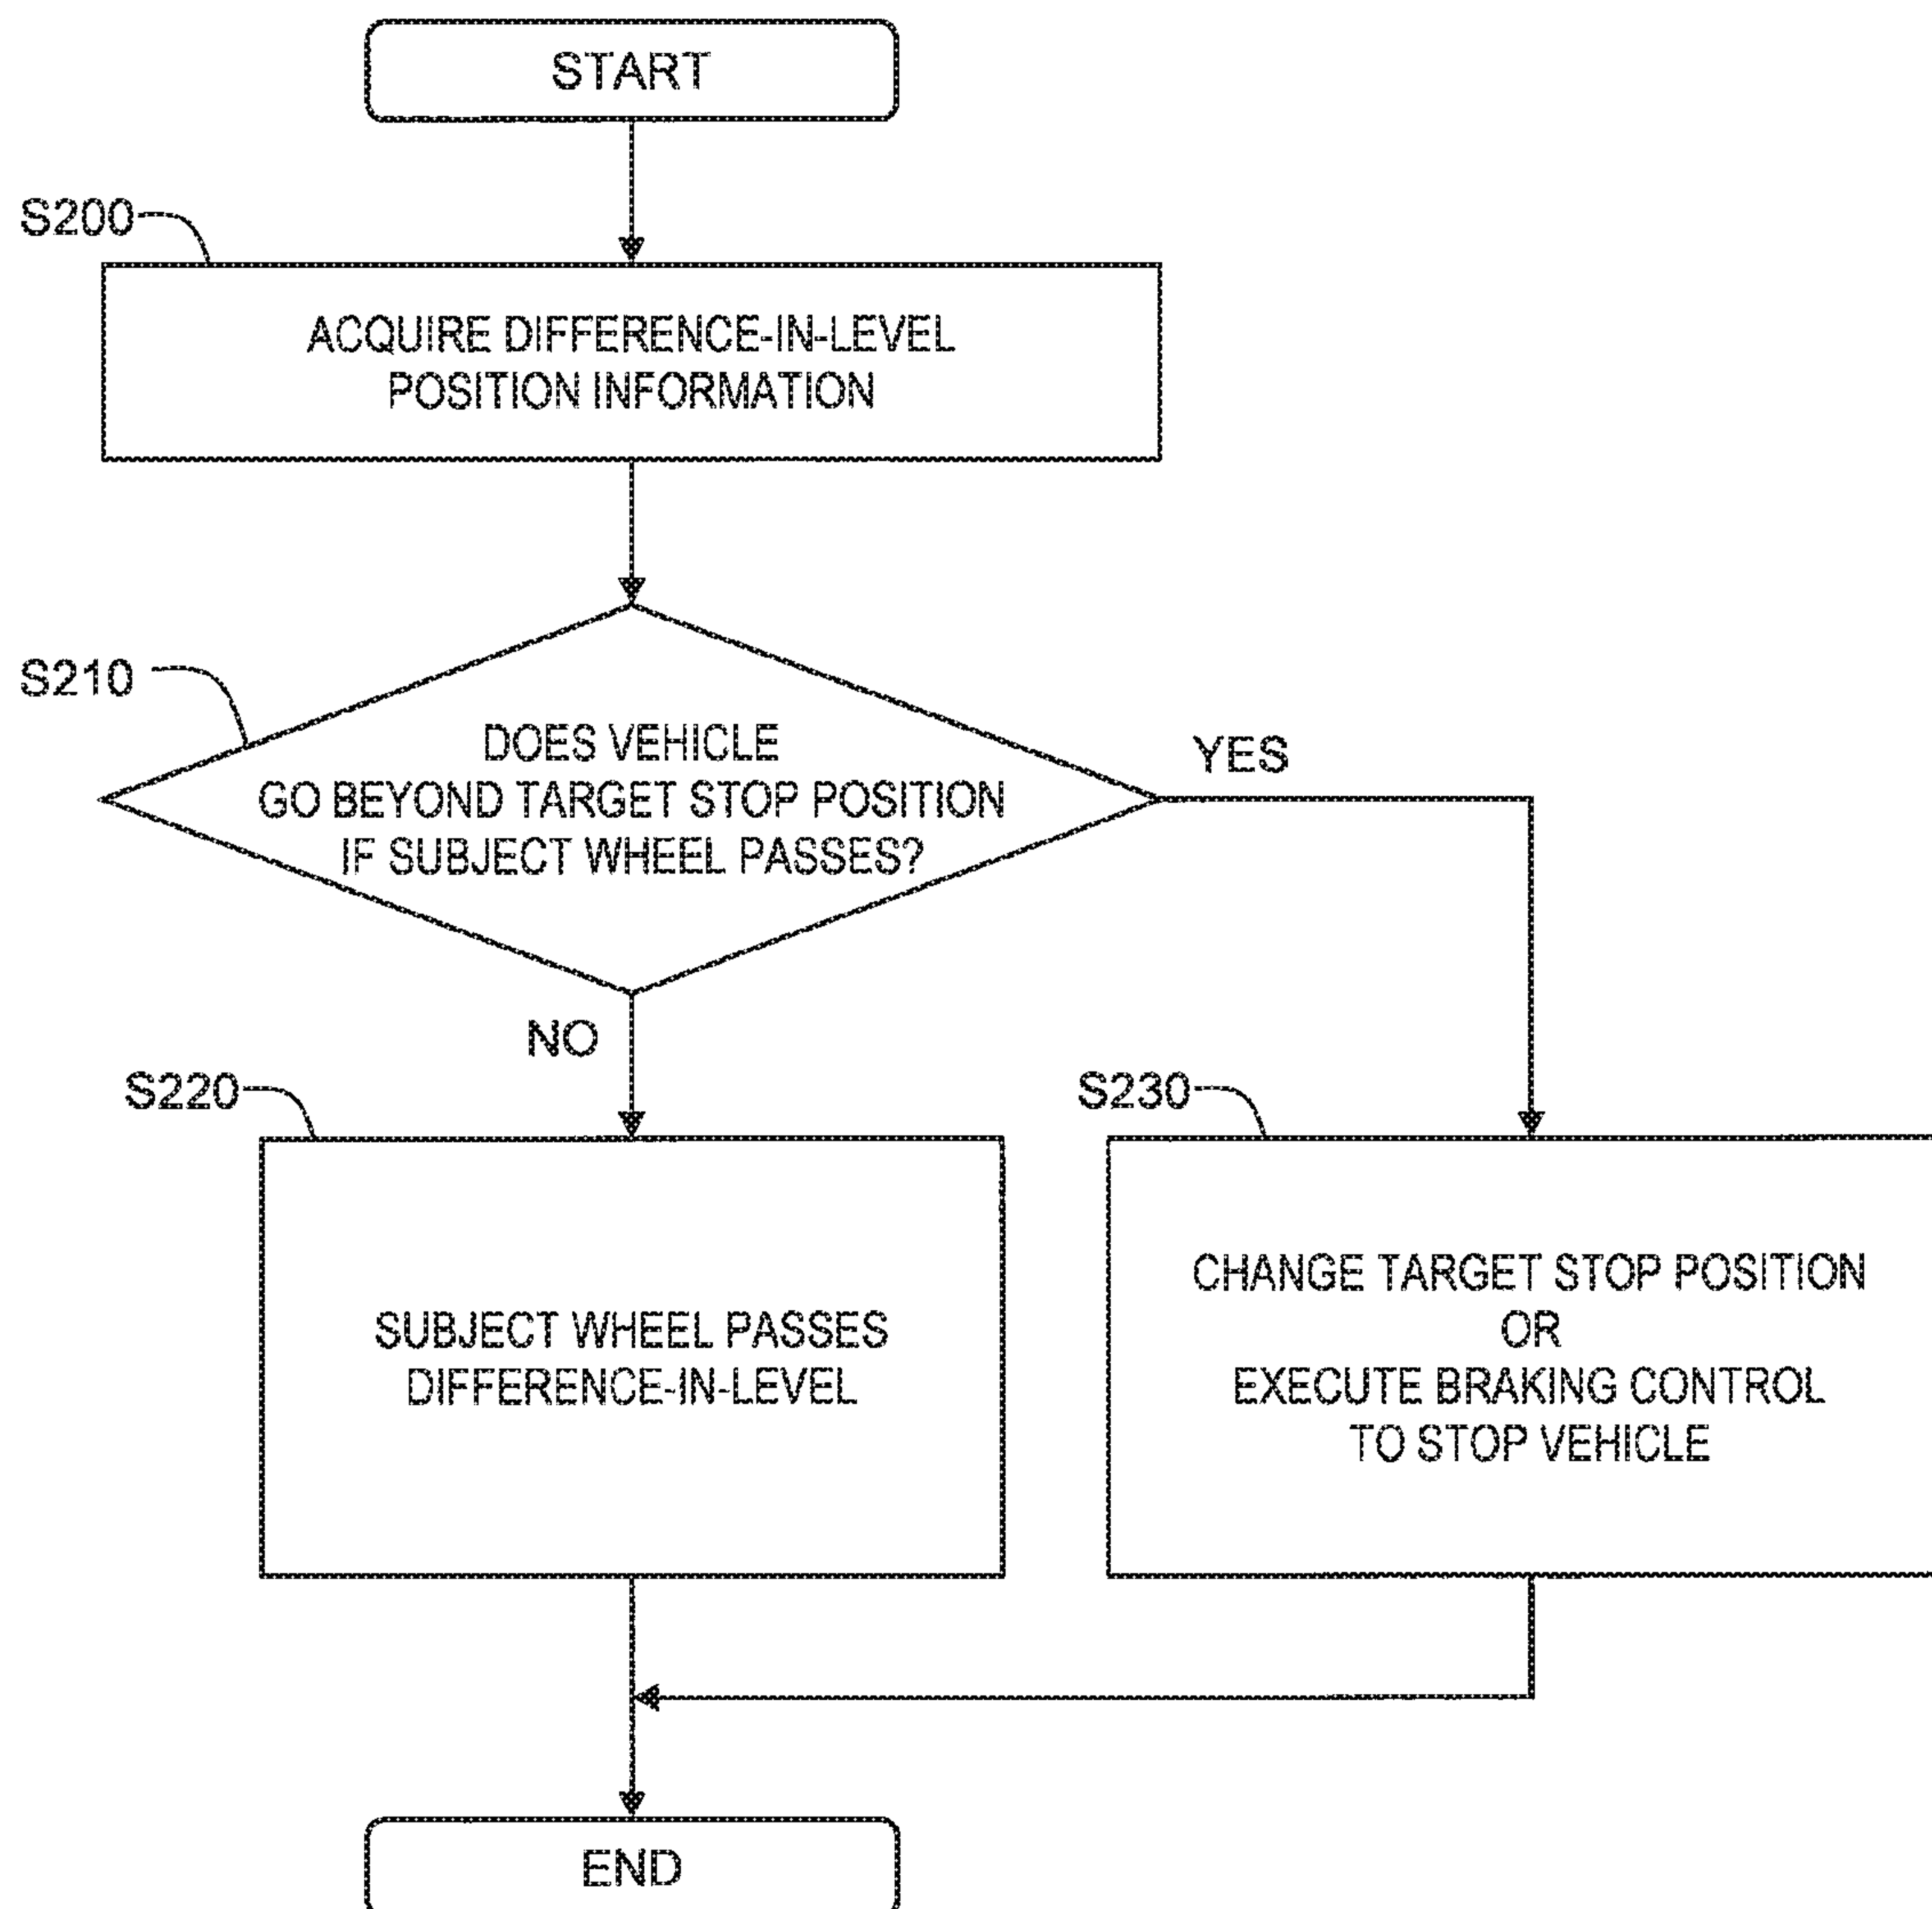 START
S200
ACQUIRE DIFFERENCE-IN-LEVEL
POSITION INFORMATION
S210
DOES VEHICLE
GO BEYOND TARGET STOP POSITION
IF SUBJECT WHEEL PASSES?
YES
NO
S220
SUBJECT WHEEL PASSES
DIFFERENCE-IN-LEVEL
S230
CHANGE TARGET STOP POSITION
OR
EXECUTE BRAKING CONTROL
TO STOP VEHICLE
END